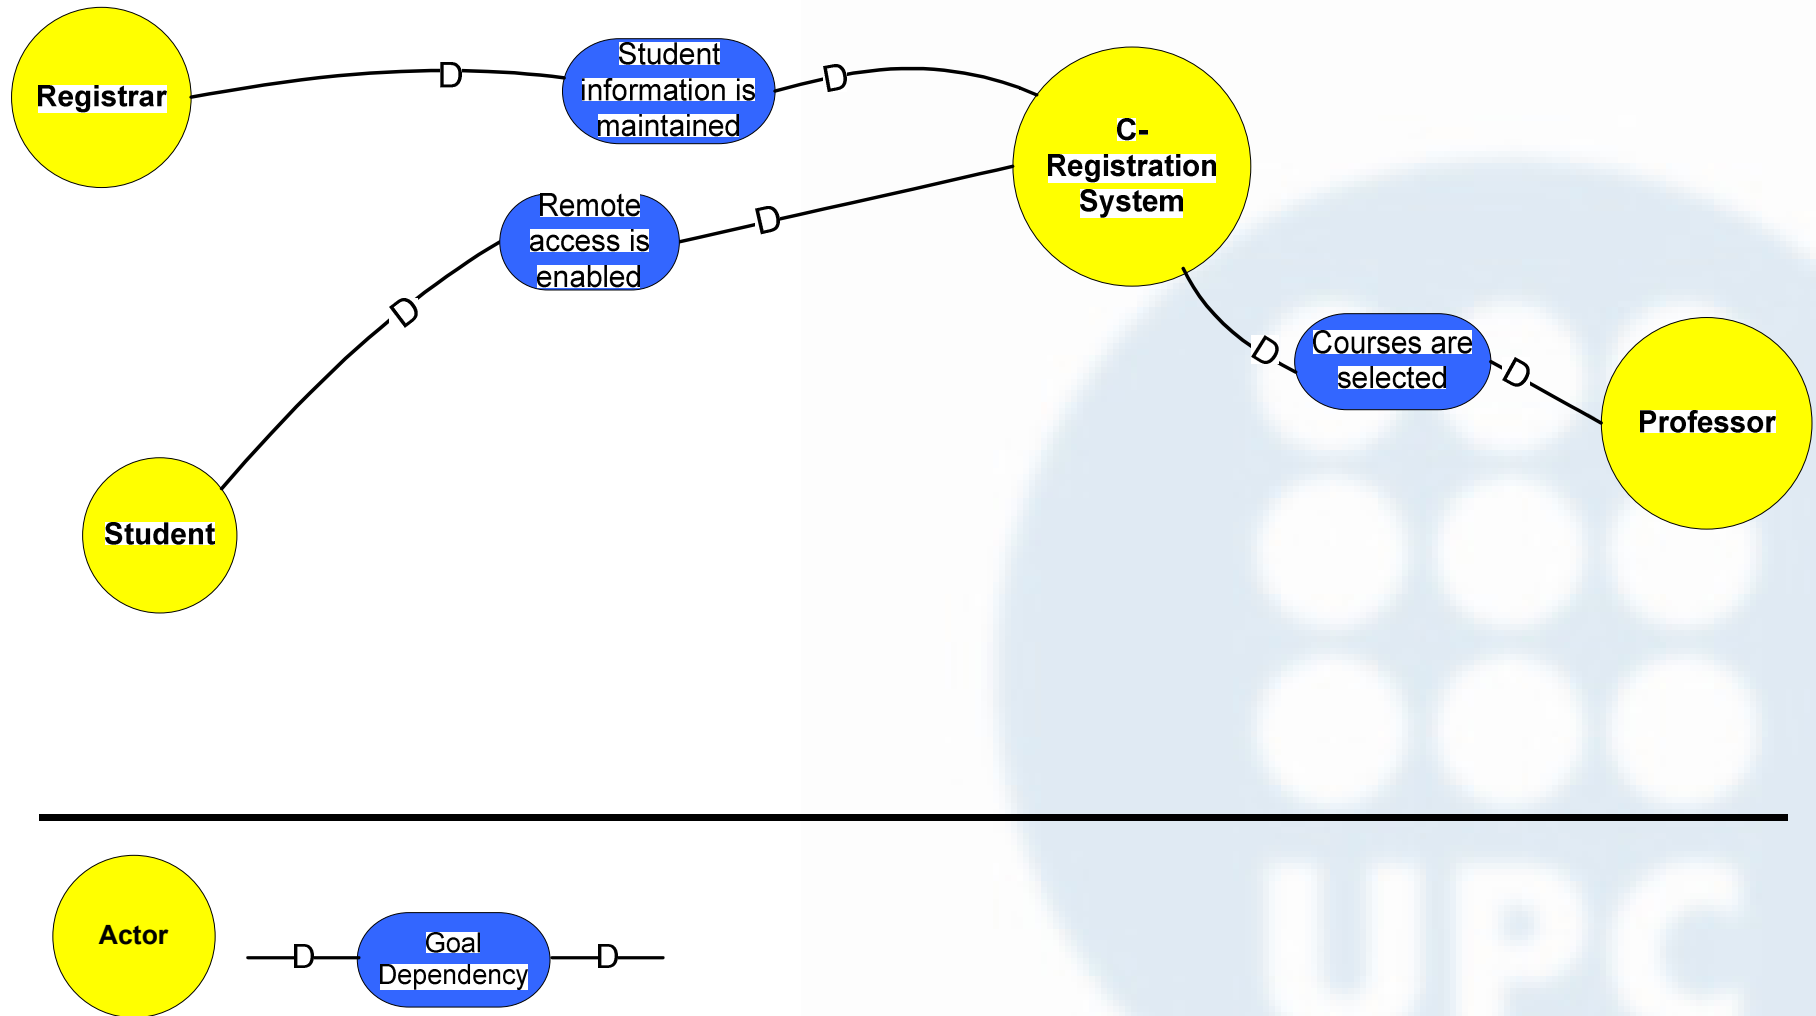 Registrar
D
Student
information is
maintained
D
C-
Registration
System
Remote
access is
enabled
D
D
D
Courses are
selected
D
Professor
Student
Actor
D
Goal
Dependency
D
UPC